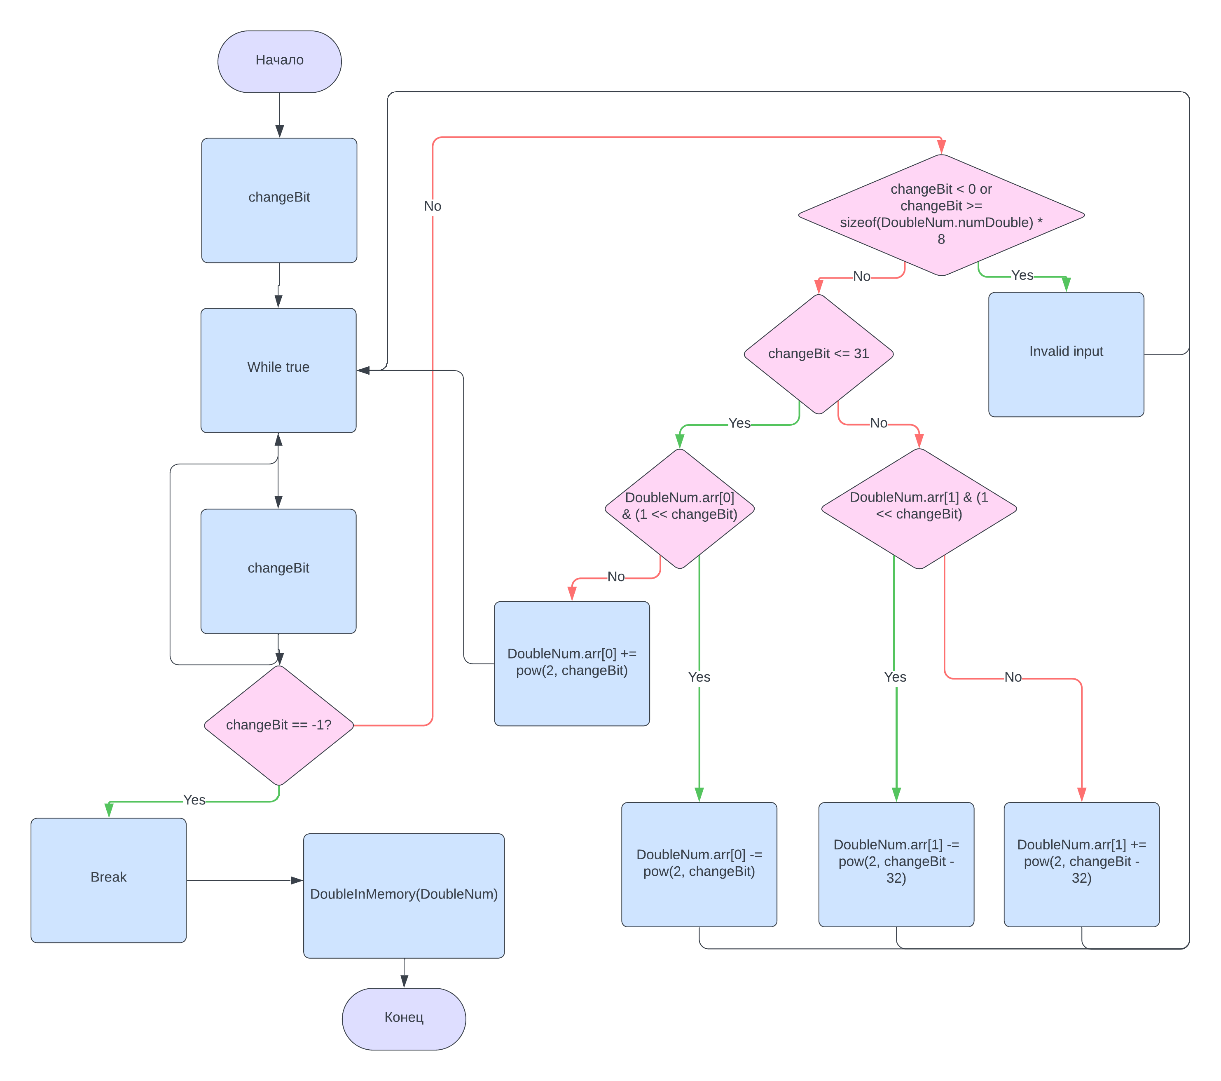 Начало
changeBit
While true
changeBit
changeBit == -1?
Yes
Break
DoubleInMemory(DoubleNum)
Конец
No
changeBit < 0 or
changeBit >=
sizeof(DoubleNum.numDouble) *
8
No
Yes
Invalid input
changeBit <= 31
Yes
No
DoubleNum.arr[0]
& (1 << changeBit)
DoubleNum.arr[1] & (1
<< changeBit)
No
DoubleNum.arr[0] +=
pow(2, changeBit)
Yes
Yes
No
DoubleNum.arr[0] -=
pow(2, changeBit)
DoubleNum.arr[1] -=
pow(2, changeBit -
32)
DoubleNum.arr[1] +=
pow(2, changeBit -
32)